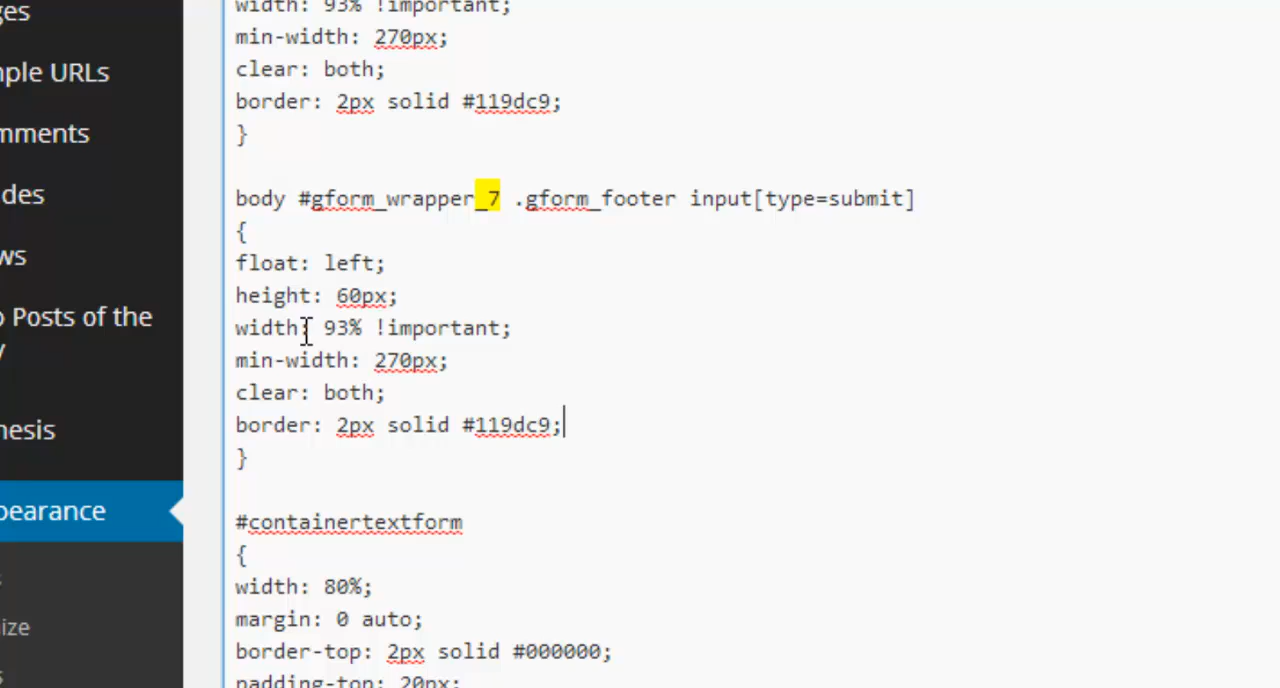 ges
mple URLs
mments
des
ws
o Posts of the
y
nesis
pearance
s
ize
s
width: 93% !important;
min-width: 270px;
clear: both;
border: 2px solid #119dc9;
}
body #gform_wrapper_7 .gform_footer input[type=submit]
{
float: left;
height: 60px;
width: 93% !important;
min-width: 270px;
clear: both;
border: 2px solid #119dc9;
}
#containertextform
{
width: 80%;
margin: 0 auto;
border-top: 2px solid #000000;
padding-top: 20px;